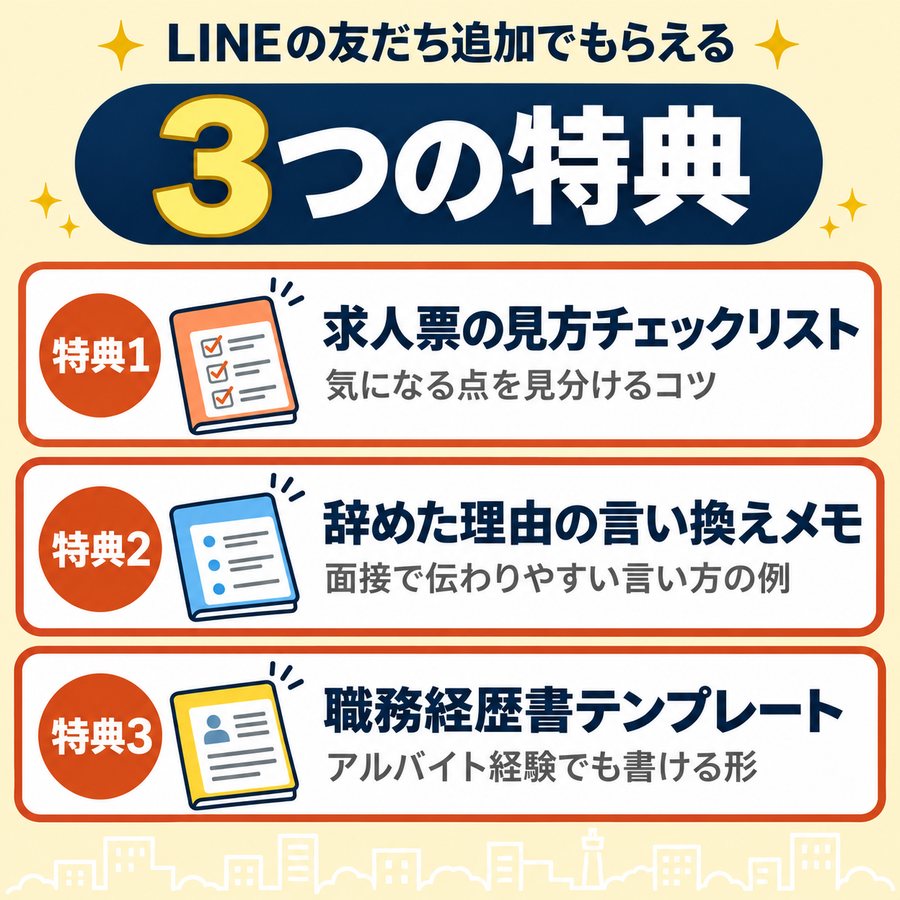 LINEの友だち追加でもらえる
3つの特典
特典1
求人票の見方チェックリスト
気になる点を見分けるコツ
特典2
辞めた理由の言い換えメモ
面接で伝わりやすい言い方の例
特典3
職務経歴書テンプレート
アルバイト経験でも書ける形